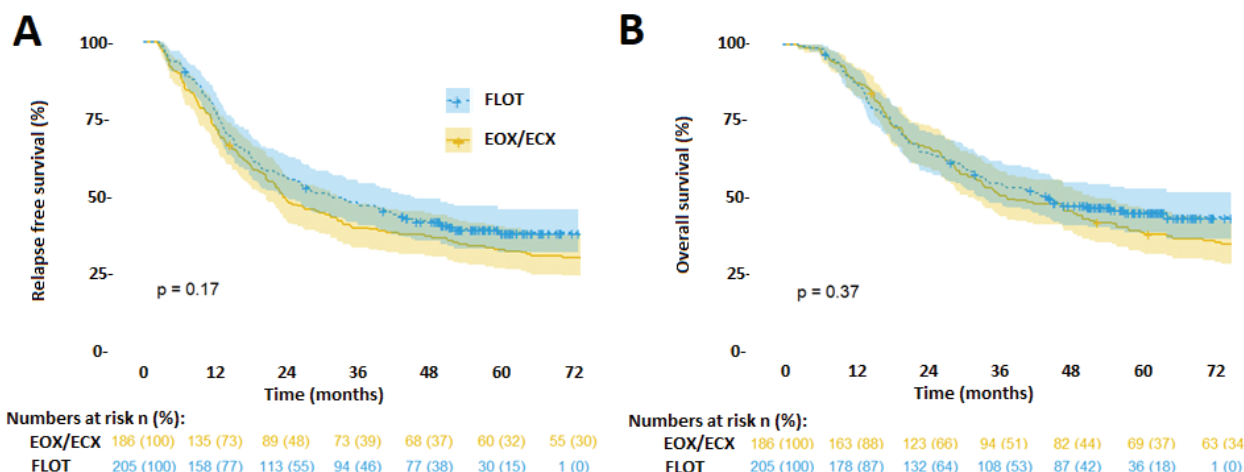 A
Relapse free survival (%)
100-
75-
50-
25-
0-
FLOT
EOX/ECX
p = 0.17
0 12 24 36 48 60 72
Time (months)
Numbers at risk n (%):
EOX/ECX 186 (100) 135 (73) 89 (48) 73 (39) 68 (37) 60 (32) 55 (30)
FLOT 205 (100) 158 (77) 113 (55) 94 (46) 77 (38) 30 (15) 1 (0)
B
Overall survival (%)
100-
75-
50-
25-
0-
p = 0.37
0 12 24 36 48 60 72
Time (months)
Numbers at risk n (%):
EOX/ECX 186 (100) 163 (88) 123 (66) 94 (51) 82 (44) 69 (37) 63 (34
FLOT 205 (100) 178 (87) 132 (64) 108 (53) 87 (42) 36 (18) 1 (0)